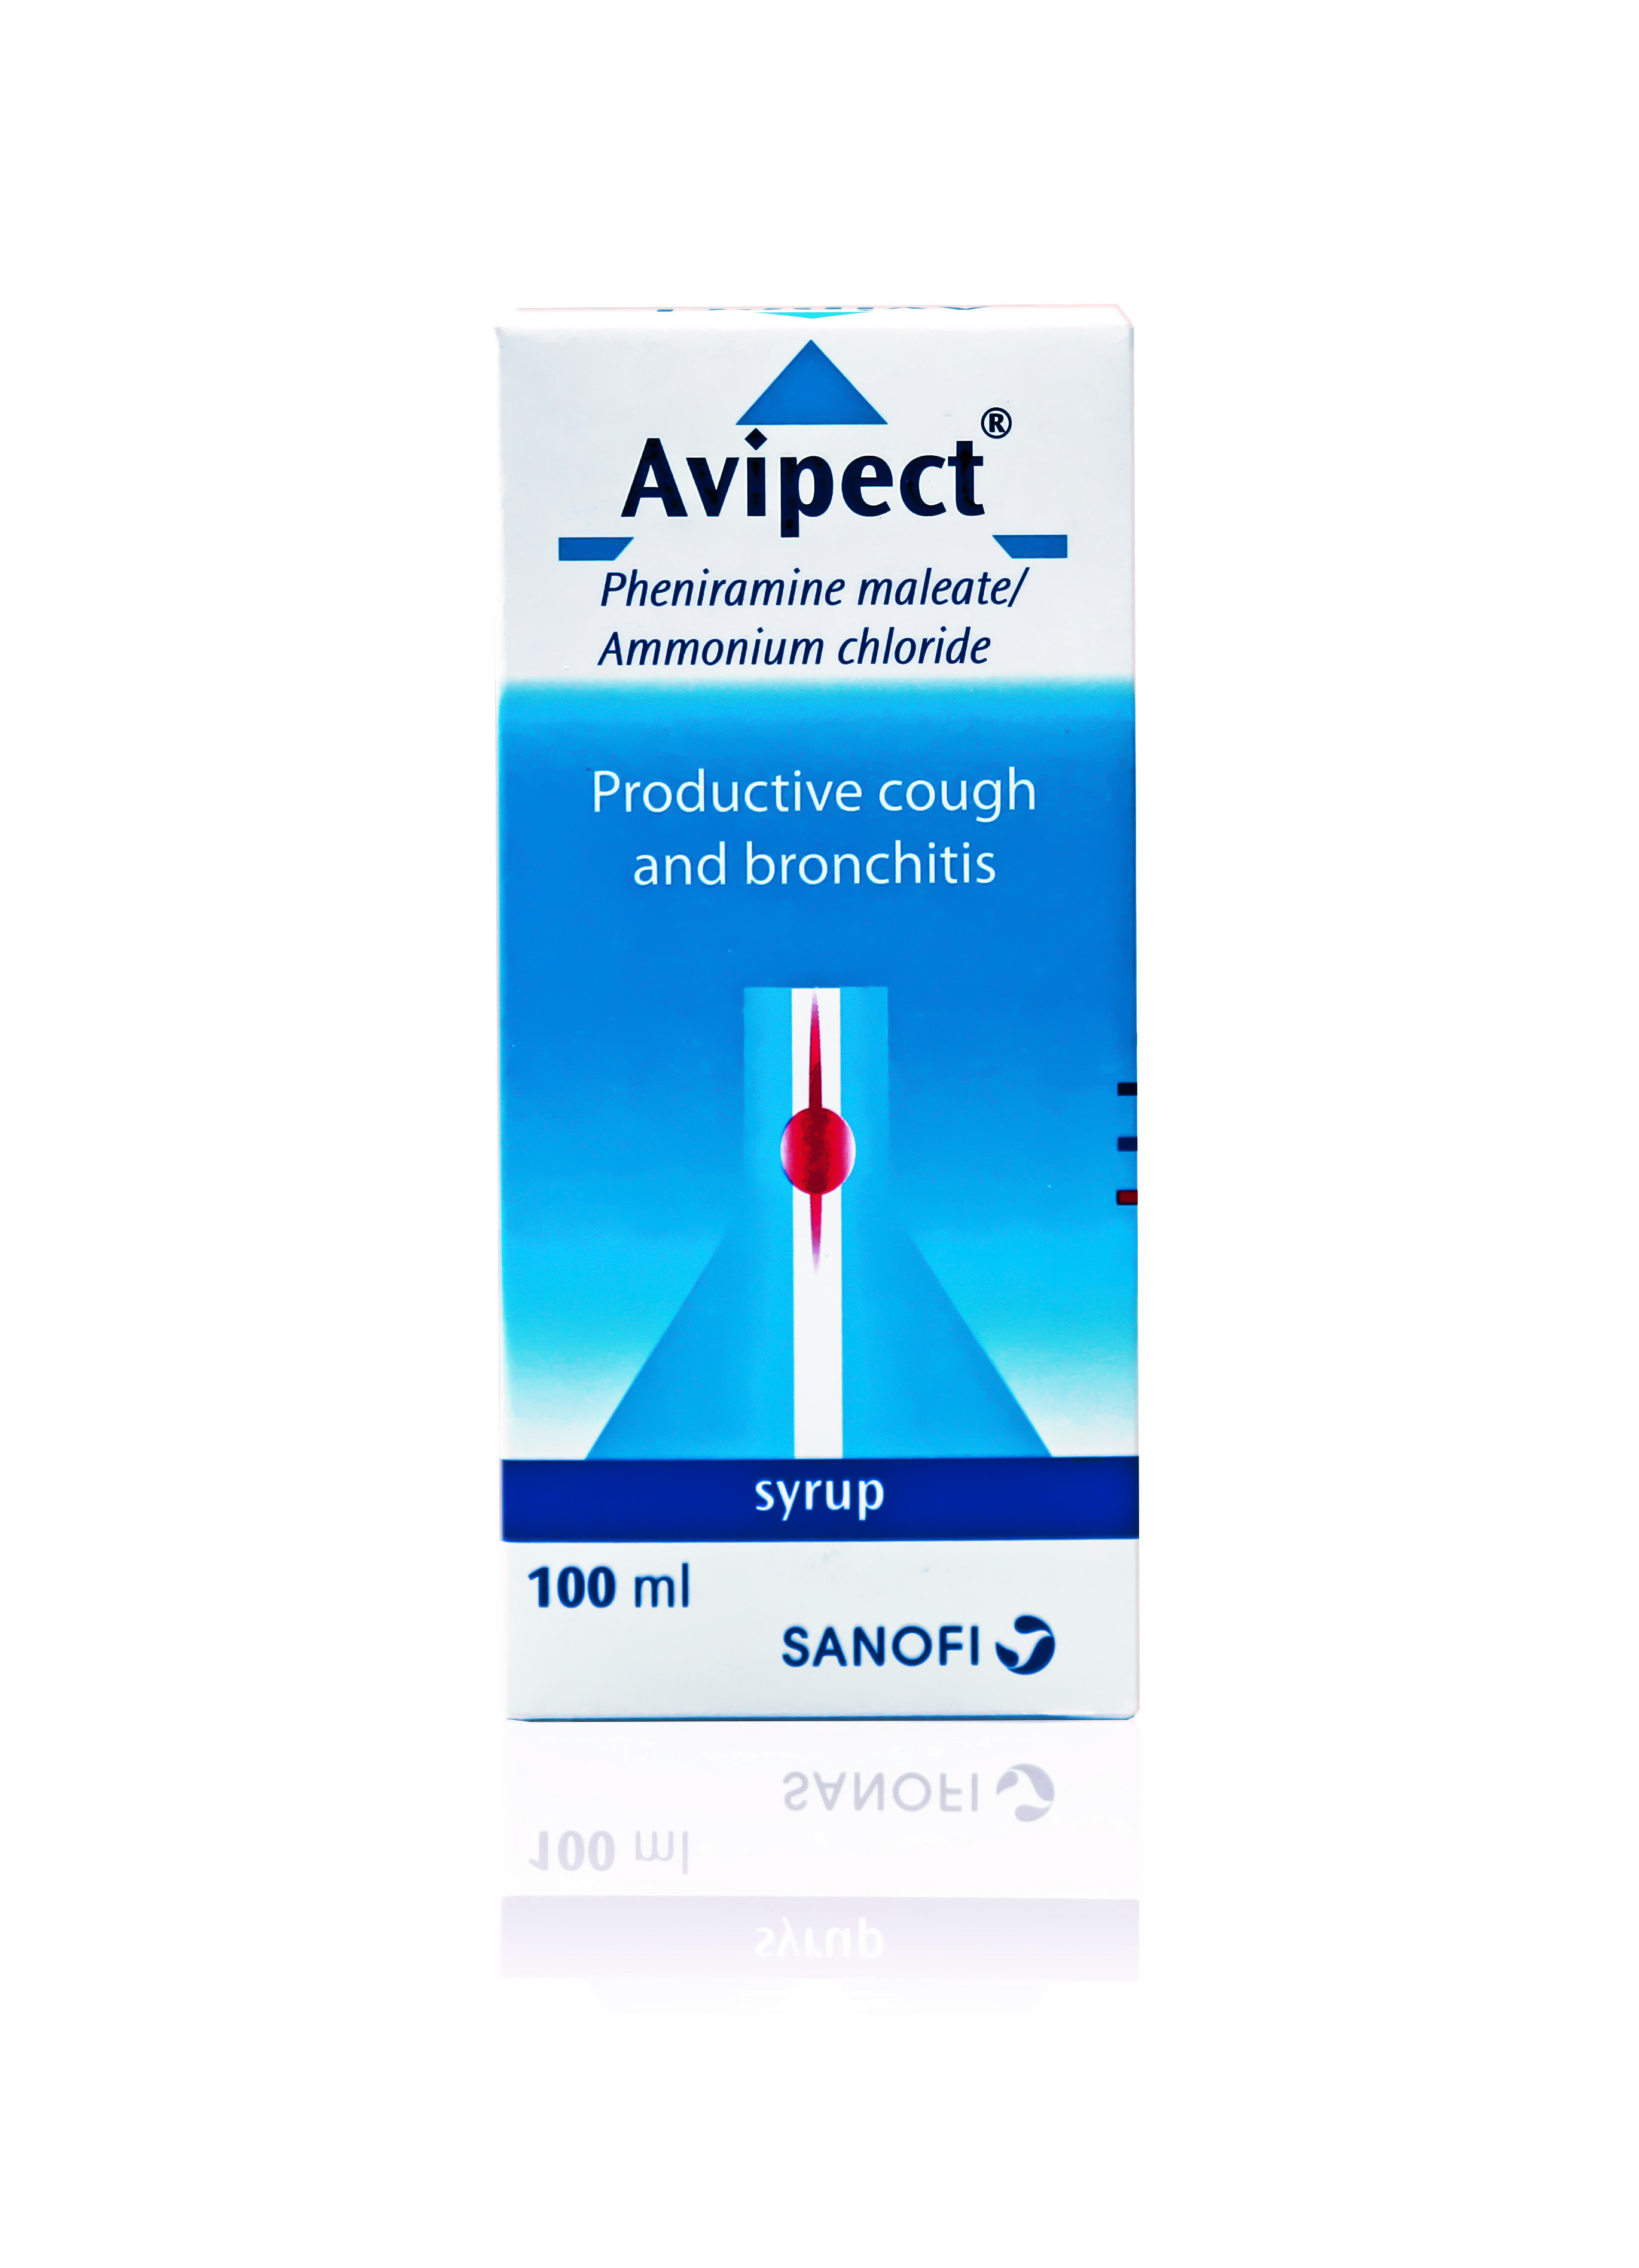 Avipect®
Pheniramine maleate/
Ammonium chloride
Productive cough
and bronchitis
syrup
100 ml
SANOFI